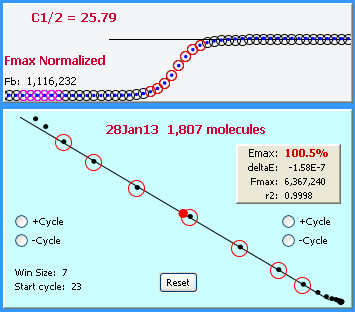 C1/2 = 25.79
Fmax Normalized
Fb: 1,116,232
28Jan13 1,807 molecules
Emax: 100.5%
deltaE: -1.58E-7
Fmax: 6,367,240
r2: 0.9998
+Cycle
-Cycle
+Cycle
-Cycle
Win Size: 7
Start cycle: 23
Reset